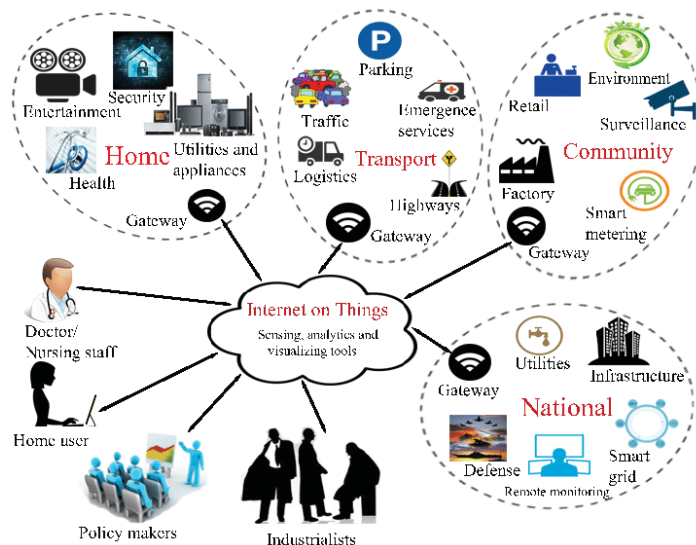 Entertainment
Security
Home
Utilities and
appliances
Health
Gateway
P
Parking
Traffic
Emergence
services
Transport
Logistics
Highways
Gateway
Retail
Environment
Surveillance
Community
Factory
Smart
metering
Gateway
Internet on Things
Sensing, analytics and
visualizing tools
Doctor/
Nursing staff
Home user
Policy makers
Industrialists
Gateway
Utilities
Infrastructure
National
Defense
Remote monitoring
Smart
grid